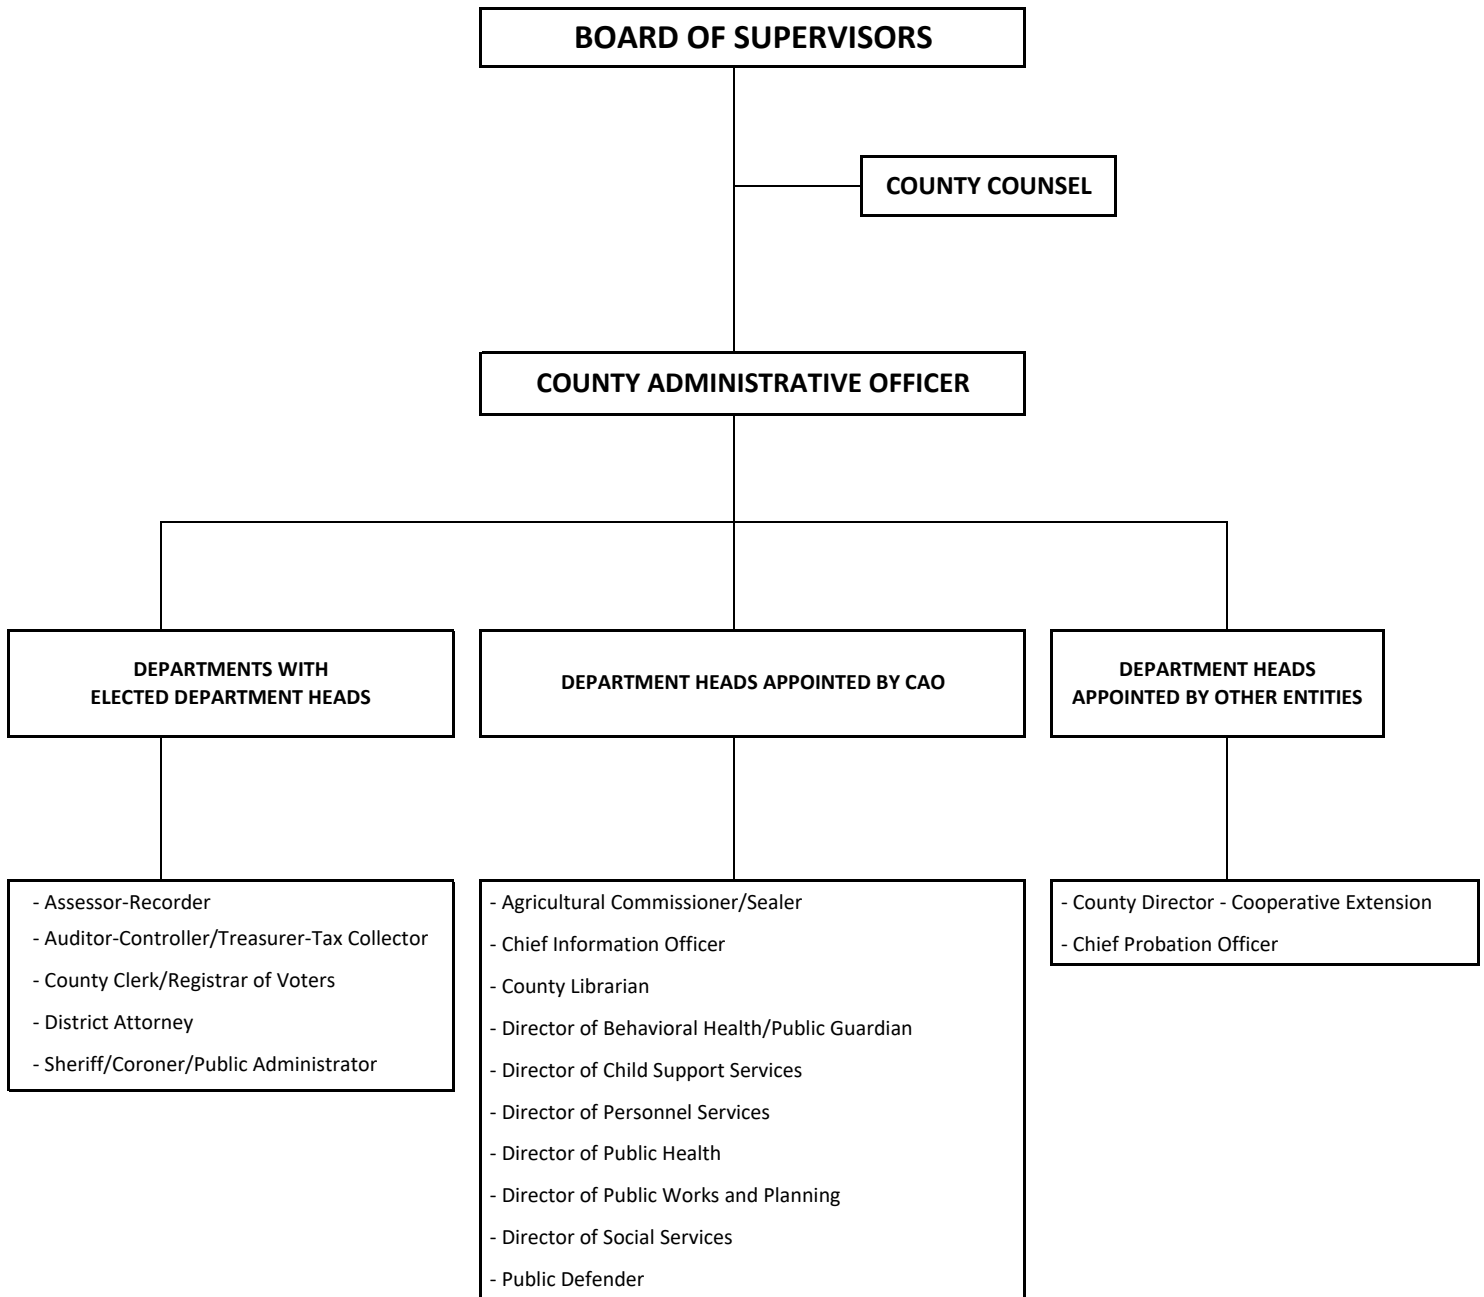 BOARD OF SUPERVISORS
COUNTY COUNSEL
COUNTY ADMINISTRATIVE OFFICER
DEPARTMENTS WITH
ELECTED DEPARTMENT HEADS
DEPARTMENT HEADS APPOINTED BY CAO
DEPARTMENT HEADS
APPOINTED BY OTHER ENTITIES
- Assessor-Recorder
- Auditor-Controller/Treasurer-Tax Collector
- County Clerk/Registrar of Voters
- District Attorney
- Sheriff/Coroner/Public Administrator
- Agricultural Commissioner/Sealer
- Chief Information Officer
- County Librarian
- Director of Behavioral Health/Public Guardian
- Director of Child Support Services
- Director of Personnel Services
- Director of Public Health
- Director of Public Works and Planning
- Director of Social Services
- Public Defender
- County Director - Cooperative Extension
- Chief Probation Officer